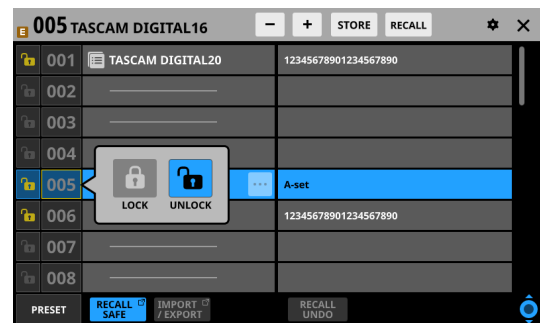 E 005 TASCAM DIGITAL16 - + STORE RECALL
001 TASCAM DIGITAL20 12345678901234567890
002
003
004
005 ... A-set
LOCK UNLOCK
006 12345678901234567890
007
008
PRESET RECALL SAFE IMPORT / EXPORT RECALL UNDO